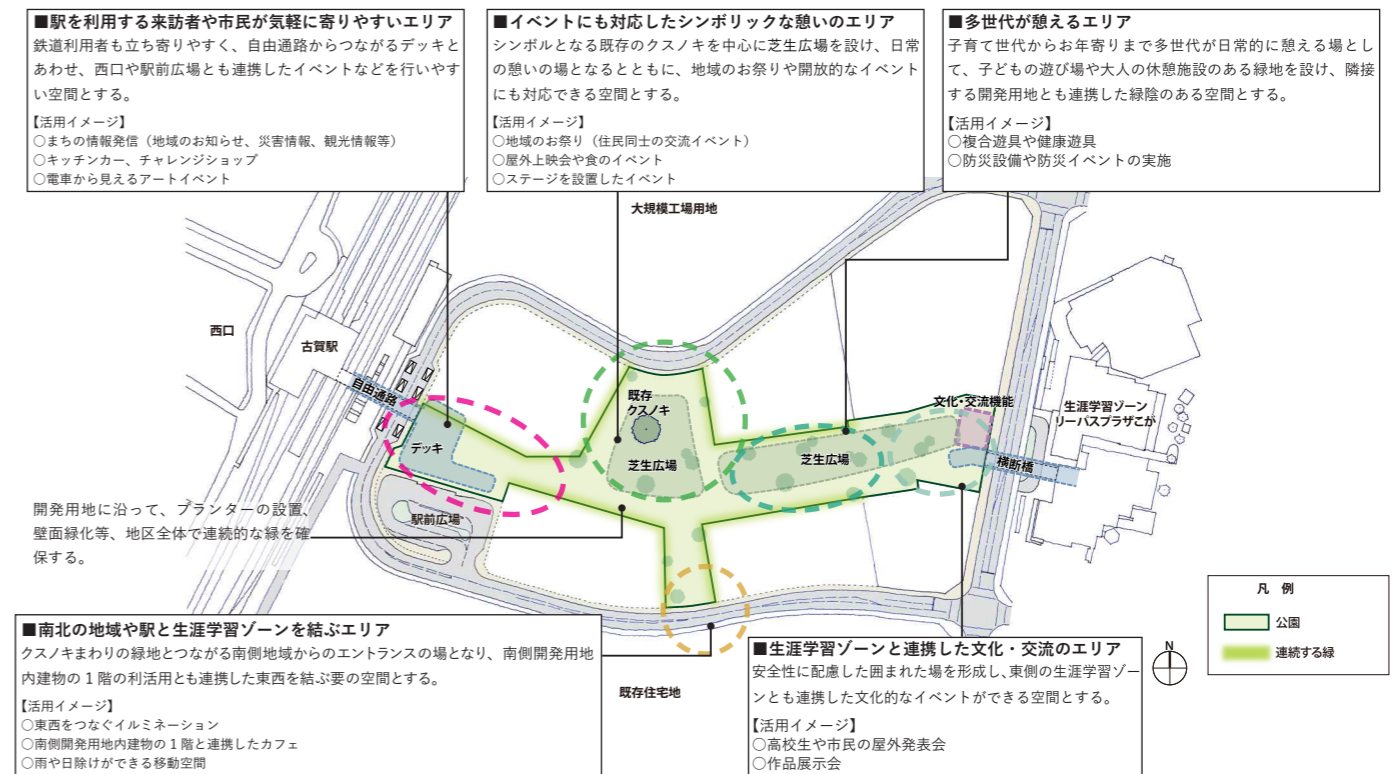 ■駅を利用する来訪者や市民が気軽に寄りやすいエリア
鉄道利用者も立ち寄りやすく、自由通路からつながるデッキと
あわせ、西口や駅前広場とも連携したイベントなどを行いやす
い空間とする。
【活用イメージ】
○まちの情報発信（地域のお知らせ、災害情報、観光情報等）
○キッチンカー、チャレンジショップ
○電車から見えるアートイベント
■イベントにも対応したシンボリックな憩いのエリア
シンボルとなる既存のクスノキを中心に芝生広場を設け、日常
の憩いの場となるとともに、地域のお祭りや開放的なイベント
にも対応できる空間とする。
【活用イメージ】
○地域のお祭り（住民同士の交流イベント）
○屋外上映会や食のイベント
○ステージを設置したイベント
■多世代が憩えるエリア
子育て世代からお年寄りまで多世代が日常的に憩える場とし
て、子どもの遊び場や大人の休憩施設のある緑地を設け、隣接
する開発用地とも連携した緑陰のある空間とする。
【活用イメージ】
○複合遊具や健康遊具
○防災設備や防災イベントの実施
大規模工場用地
西口
古賀駅
自由通路
デッキ
駅前広場
既存
クスノキ
芝生広場
芝生広場
文化・交流機能
横断橋
生涯学習ゾーン
リーパスプラザこが
開発用地に沿って、プランターの設置、
壁面緑化等、地区全体で連続的な緑を確
保する。
■南北の地域や駅と生涯学習ゾーンを結ぶエリア
クスノキまわりの緑地とつながる南側地域からのエントランスの場となり、南側開発用地
内建物の１階の利活用とも連携した東西を結ぶ要の空間とする。
【活用イメージ】
○東西をつなぐイルミネーション
○南側開発用地内建物の１階と連携したカフェ
○雨や日除けができる移動空間
既存住宅地
■生涯学習ゾーンと連携した文化・交流のエリア
安全性に配慮した囲まれた場を形成し、東側の生涯学習ゾー
ンとも連携した文化的なイベントができる空間とする。
【活用イメージ】
○高校生や市民の屋外発表会
○作品展示会
N
凡 例
公園
連続する緑